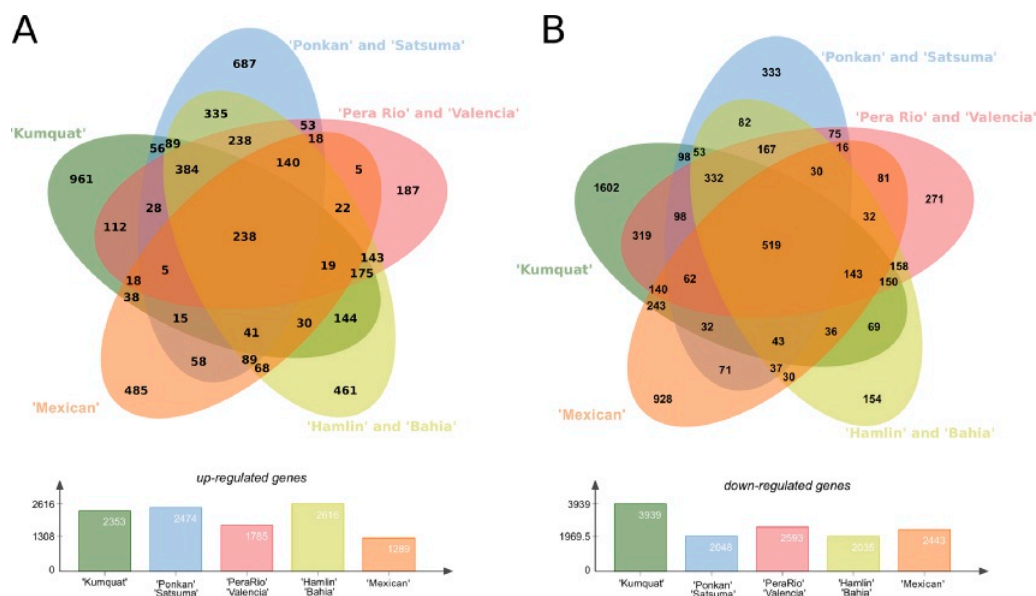 A
'Ponkan' and 'Satsuma'
687
335
53
'Pera Rio' and 'Valencia'
'Kumquat'
56 89 238 18
384 140 5
961 187
28 22
112 238
5 19 143
18 175
38
15 30 144
41
58 89
68
485 461
'Mexican'
'Hamlin' and 'Bahia'
up-regulated genes
2616
1308
0
2353
2474
1785
2616
1289
'Kumquat'
'Ponkan'
'Satsuma'
'PeraRio'
'Valencia'
'Hamlin'
'Bahia'
'Mexican'
B
'Ponkan' and 'Satsuma'
333
82 75
'Pera Rio' and 'Valencia'
98 53 167 16
332 30 81
1602 271
98 32
319 519
'Kumquat'
62 143 158
140 150
243
32 36 69
43
71 37
30
928 154
'Mexican'
'Hamlin' and 'Bahia'
down-regulated genes
3939
1969.5
0
3939
2048
2593
2035
2443
'Kumquat'
'Ponkan'
'Satsuma'
'PeraRio'
'Valencia'
'Hamlin'
'Bahia'
'Mexican'